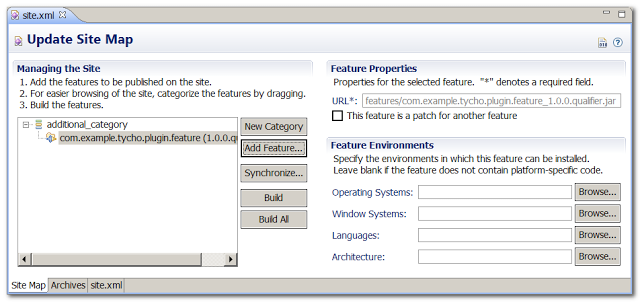 site.xml
Update Site Map
Managing the Site
1. Add the features to be published on the site.
2. For easier browsing of the site, categorize the features by dragging.
3. Build the features.
additional_category
com.example.tycho.plugin.feature (1.0.0.qu
New Category
Add Feature...
Synchronize...
Build
Build All
Feature Properties
Properties for the selected feature. "*" denotes a required field.
URL*: features/com.example.tycho.plugin.feature_1.0.0.qualifier.jar
This feature is a patch for another feature
Feature Environments
Specify the environments in which this feature can be installed.
Leave blank if the feature does not contain platform-specific code.
Operating Systems: Browse...
Window Systems: Browse...
Languages: Browse...
Architecture: Browse...
Site Map Archives site.xml